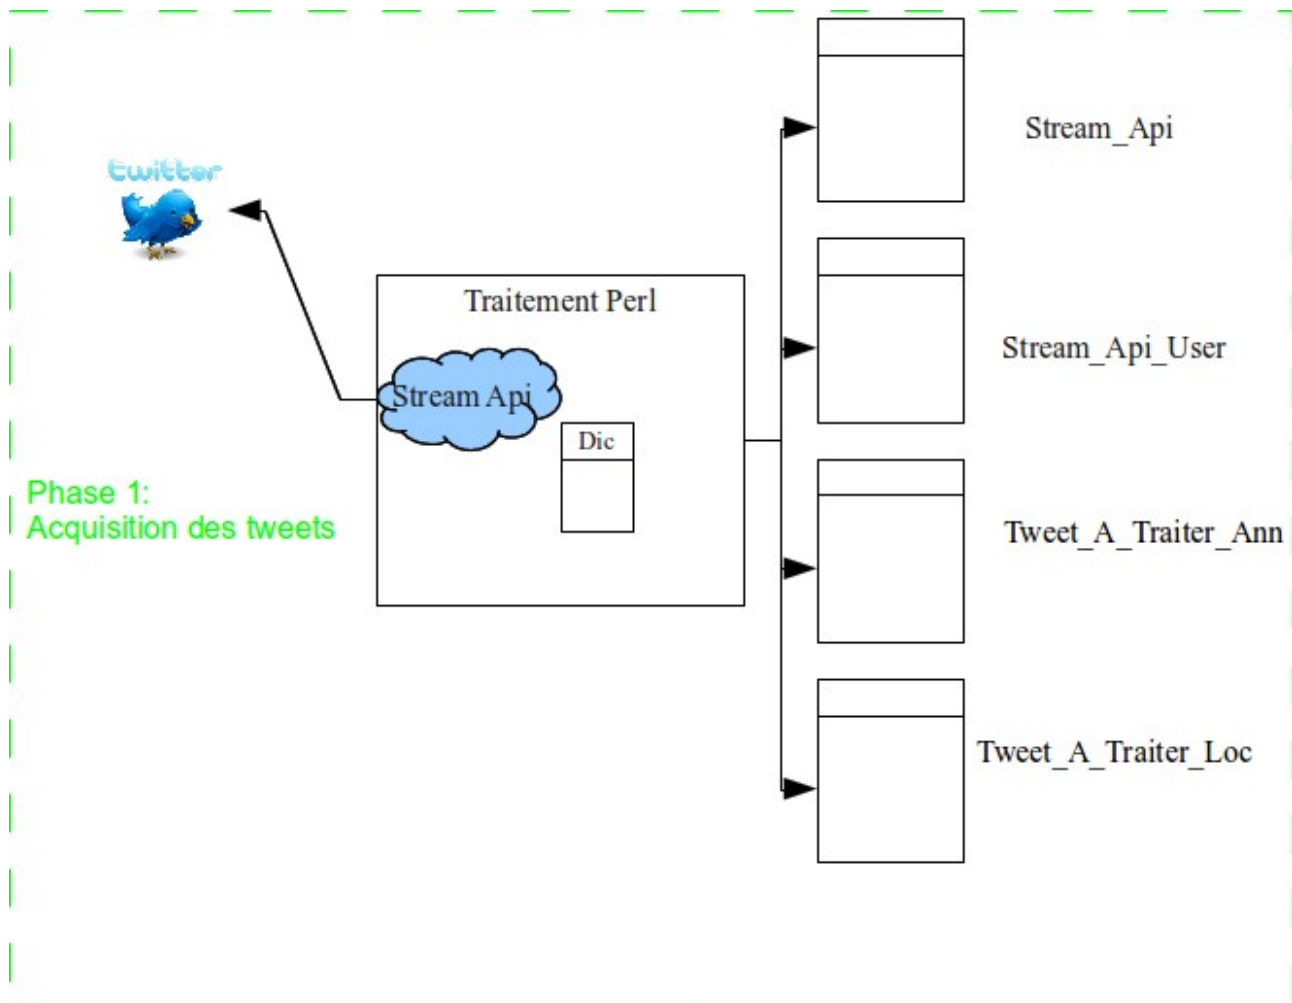 twitter
Stream_Api
Traitement Perl
Stream_Api_User
Stream Api
Dic
Phase 1:
Acquisition des tweets
Tweet_A_Traiter_Ann
Tweet_A_Traiter_Loc